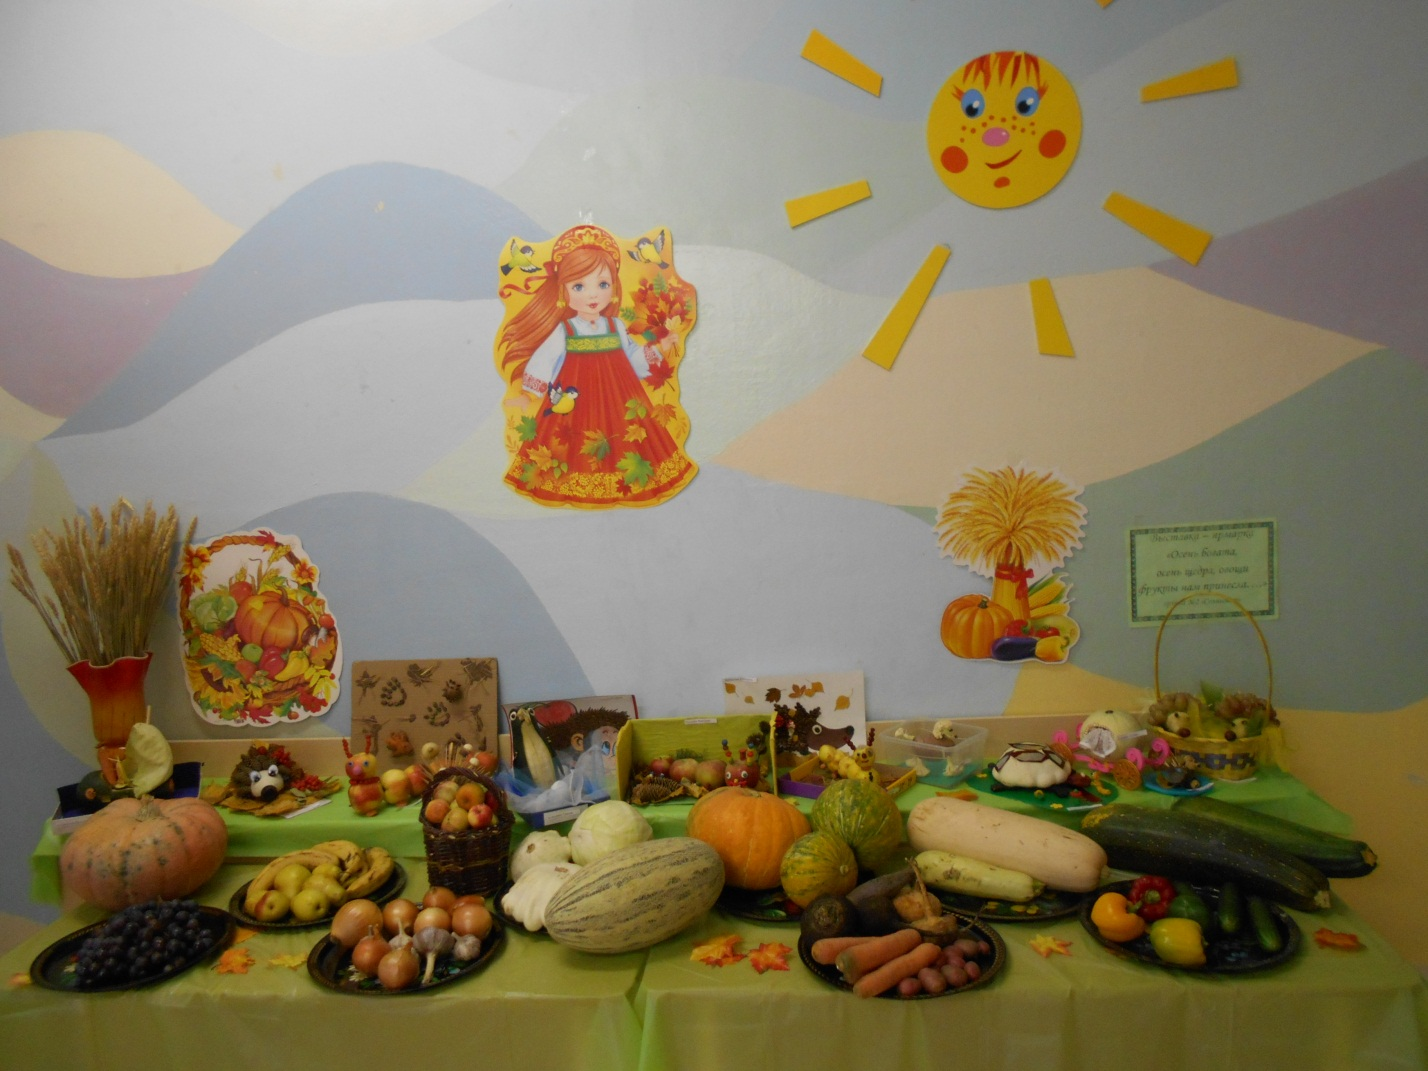 Выставка – ярмарка
«Осень богата,
осень щедра, овощи
фрукты нам принесла.....»